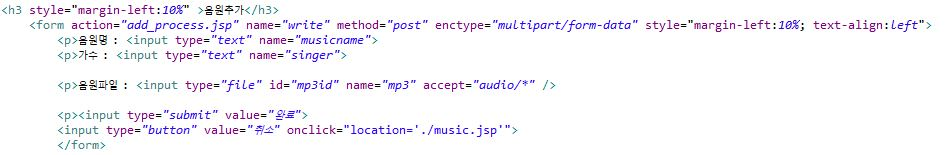 <h3 style="margin-left:10%" >음원추가</h3>
<form action="add_process.jsp" name="write" method="post" enctype="multipart/form-data" style="margin-left:10%; text-align:left">
<p>음원명 : <input type="text" name="musicname">
<p>가수 : <input type="text" name="singer">
<p>음원파일 : <input type="file" id="mp3id" name="mp3" accept="audio/*" />
<p><input type="submit" value="완료">
<input type="button" value="취소" onclick="location='./music.jsp'">
</form>